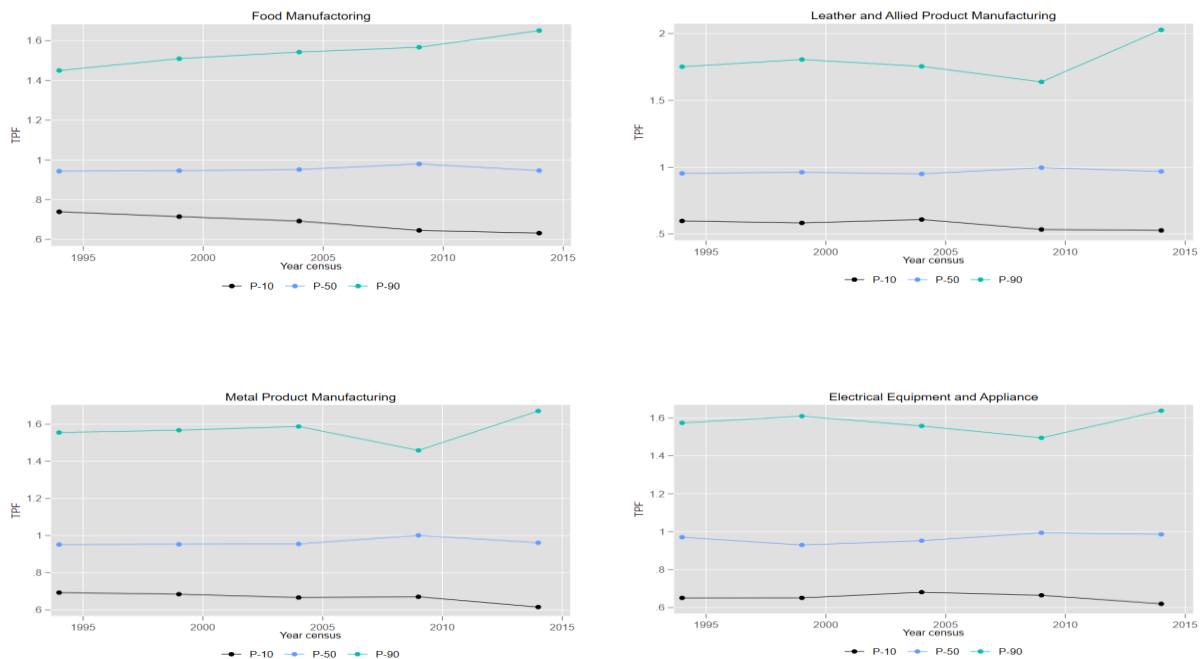 Food Manufactoring
TPF
1.6
1.4
1.2
1
.8
.6
1995 2000 2005 2010 2015
Year census
P-10 P-50 P-90
Leather and Allied Product Manufacturing
TPF
2
1.5
1
.5
1995 2000 2005 2010 2015
Year census
P-10 P-50 P-90
Metal Product Manufacturing
TPF
1.6
1.4
1.2
1
.8
.6
1995 2000 2005 2010 2015
Year census
P-10 P-50 P-90
Electrical Equipment and Appliance
TPF
1.6
1.4
1.2
1
.8
.6
1995 2000 2005 2010 2015
Year census
P-10 P-50 P-90